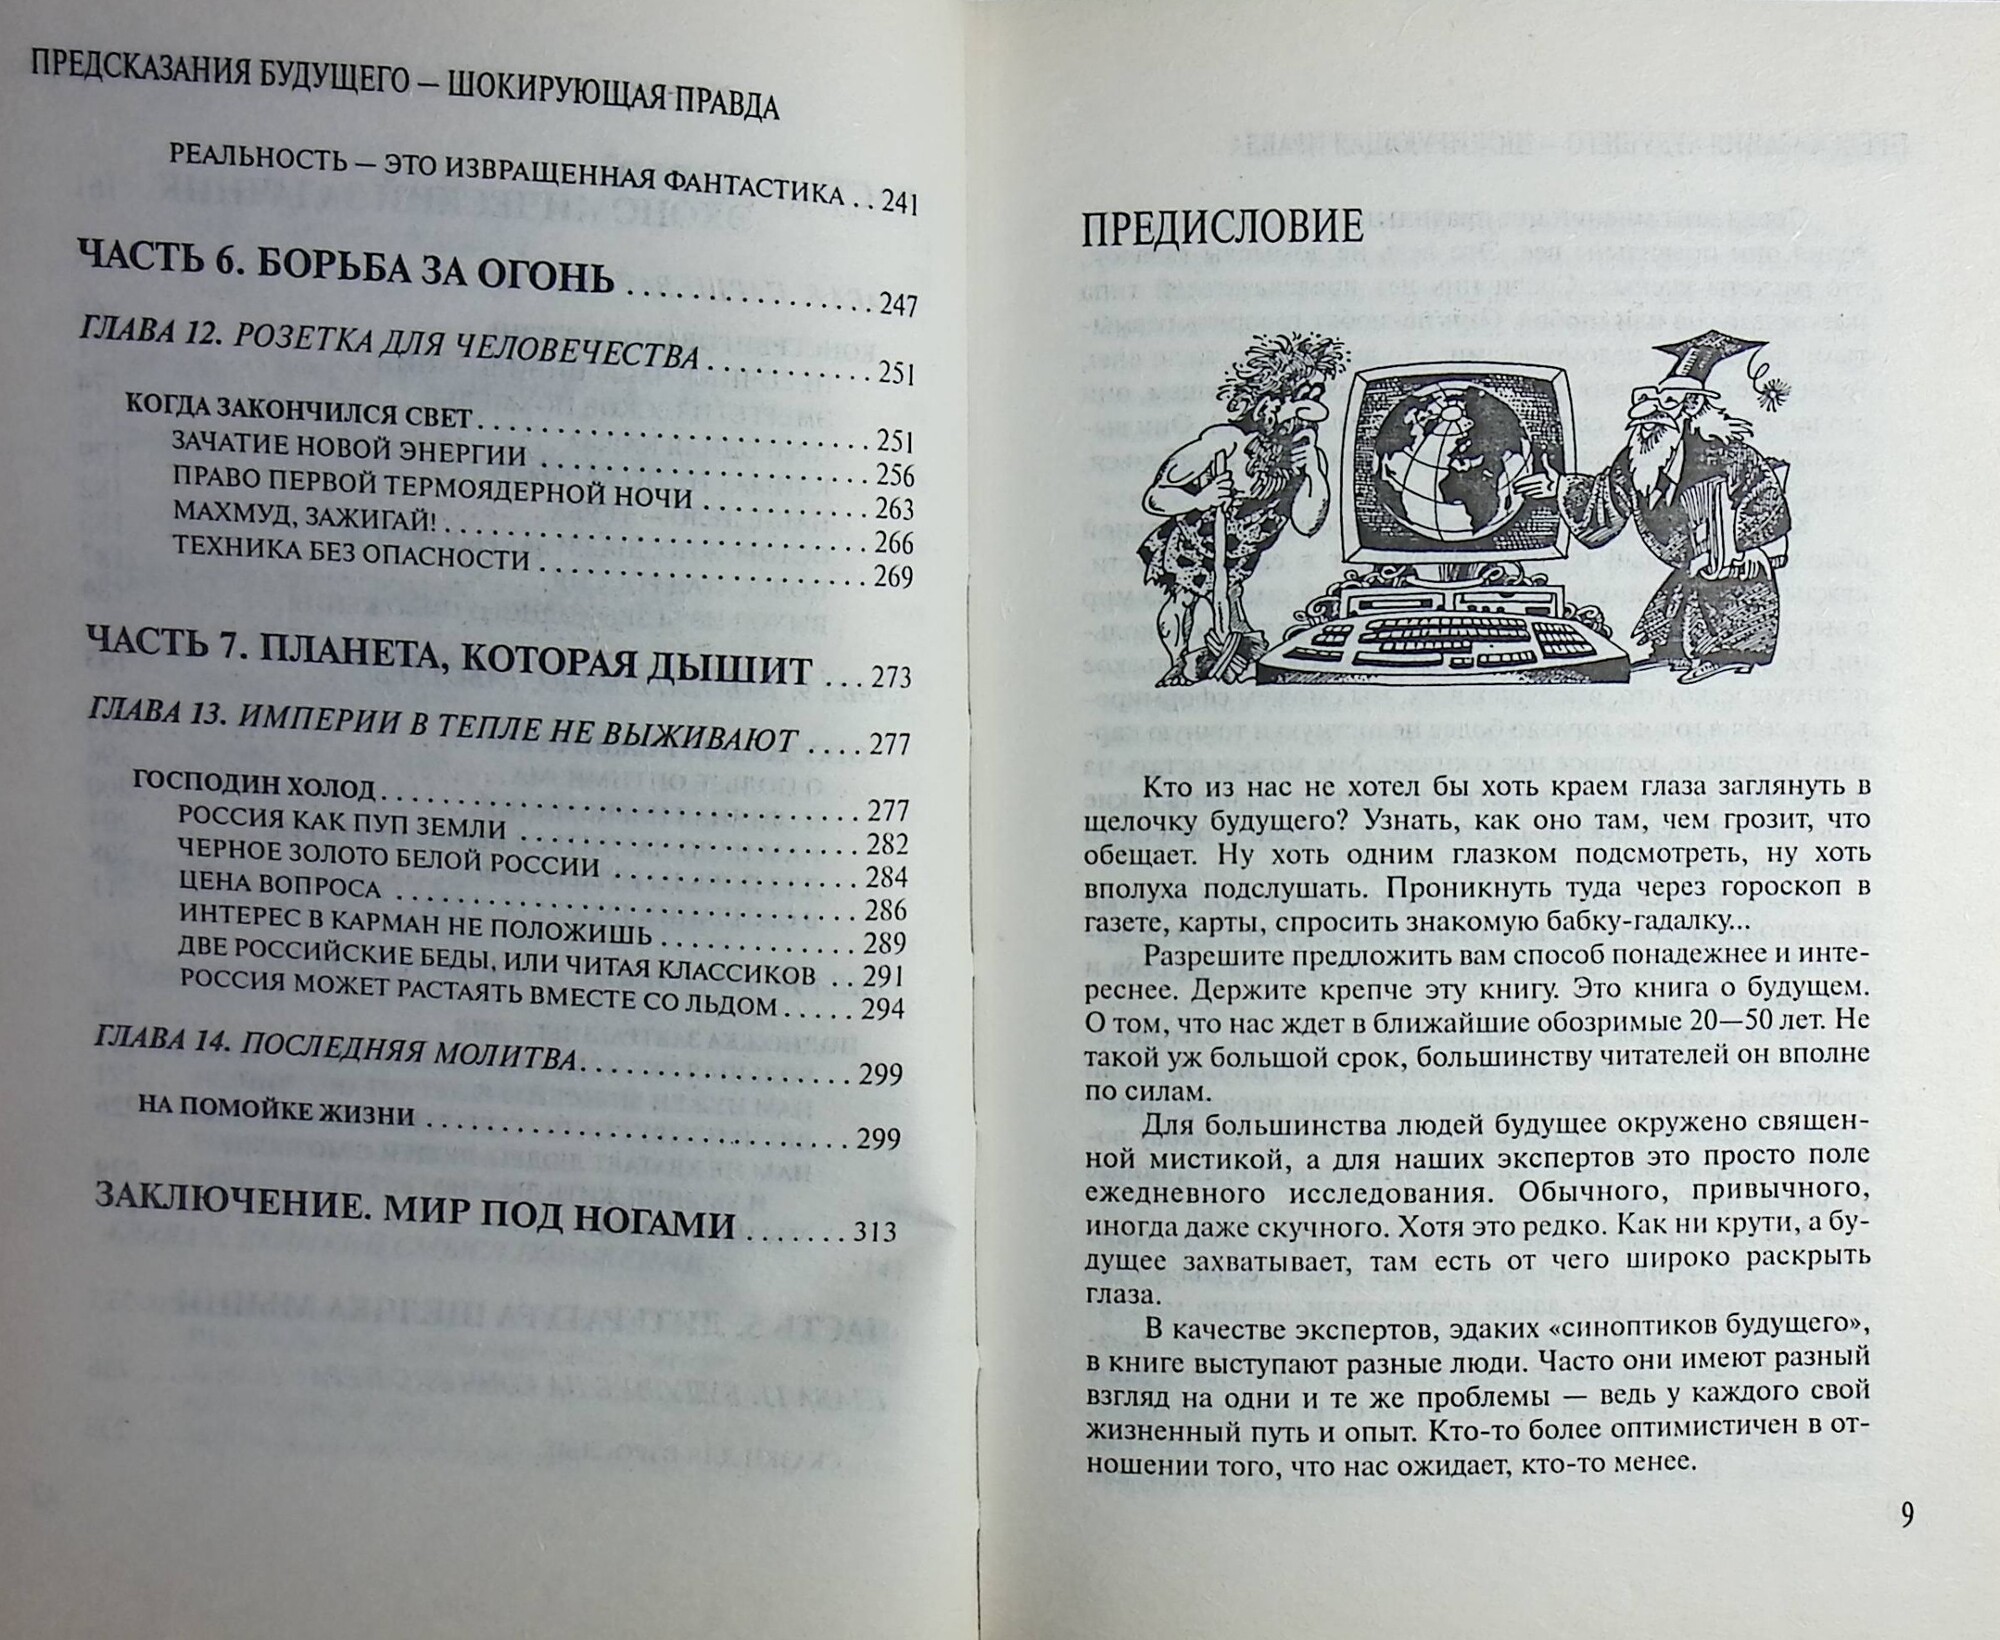 ПРЕДСКАЗАНИЯ БУДУЩЕГО — ШОКИРУЮЩАЯ ПРАВДА
РЕАЛЬНОСТЬ — ЭТО ИЗВРАЩЕННАЯ ФАНТАСТИКА . . 241
ЧАСТЬ 6. БОРЬБА ЗА ОГОНЬ . . . . . . . . . . . . . . . . 247
ГЛАВА 12. РОЗЕТКА ДЛЯ ЧЕЛОВЕЧЕСТВА . . . . . . . . . . . 251
КОГДА ЗАКОНЧИЛСЯ СВЕТ. . . . . . . . . . . . . . . . . . . . . . . . . 251
ЗАЧАТИЕ НОВОЙ ЭНЕРГИИ . . . . . . . . . . . . . . . . . . . . 256
ПРАВО ПЕРВОЙ ТЕРМОЯДЕРНОЙ НОЧИ . . . . . . . . . . . 263
МАХМУД, ЗАЖИГАЙ! . . . . . . . . . . . . . . . . . . . . . . . . . . . 266
ТЕХНИКА БЕЗ ОПАСНОСТИ . . . . . . . . . . . . . . . . . . . . . 269
ЧАСТЬ 7. ПЛАНЕТА, КОТОРАЯ ДЫШИТ . . . 273
ГЛАВА 13. ИМПЕРИИ В ТЕПЛЕ НЕ ВЫЖИВАЮТ . . . . 277
ГОСПОДИН ХОЛОД. . . . . . . . . . . . . . . . . . . . . . . . . . . . . . . 277
РОССИЯ КАК ПУП ЗЕМЛИ . . . . . . . . . . . . . . . . . . . . . . 282
ЧЕРНОЕ ЗОЛОТО БЕЛОЙ РОССИИ . . . . . . . . . . . . . . . 284
ЦЕНА ВОПРОСА . . . . . . . . . . . . . . . . . . . . . . . . . . . . . . 286
ИНТЕРЕС В КАРМАН НЕ ПОЛОЖИШЬ . . . . . . . . . . . . 289
ДВЕ РОССИЙСКИЕ БЕДЫ, ИЛИ ЧИТАЯ КЛАССИКОВ . . 291
РОССИЯ МОЖЕТ РАСТАЯТЬ ВМЕСТЕ СО ЛЬДОМ . . . . . 294
ГЛАВА 14. ПОСЛЕДНЯЯ МОЛИТВА. . . . . . . . . . . . . . . . . . 299
НА ПОМОЙКЕ ЖИЗНИ . . . . . . . . . . . . . . . . . . . . . . . . . . . . 299
ЗАКЛЮЧЕНИЕ. МИР ПОД НОГАМИ . . . . . . . 313
ПРЕДИСЛОВИЕ
Кто из нас не хотел бы хоть краем глаза заглянуть в
щелочку будущего? Узнать, как оно там, чем грозит, что
обещает. Ну хоть одним глазком подсмотреть, ну хоть
вполуха подслушать. Проникнуть туда через гороскоп в
газете, карты, спросить знакомую бабку-гадалку...
Разрешите предложить вам способ понадежнее и инте-
реснее. Держите крепче эту книгу. Это книга о будущем.
О том, что нас ждет в ближайшие обозримые 20—50 лет. Не
такой уж большой срок, большинству читателей он вполне
по силам.
Для большинства людей будущее окружено священ-
ной мистикой, а для наших экспертов это просто поле
ежедневного исследования. Обычного, привычного,
иногда даже скучного. Хотя это редко. Как ни крути, а бу-
дущее захватывает, там есть от чего широко раскрыть
глаза.
В качестве экспертов, эдаких «синоптиков будущего»,
в книге выступают разные люди. Часто они имеют разный
взгляд на одни и те же проблемы — ведь у каждого свой
жизненный путь и опыт. Кто-то более оптимистичен в от-
ношении того, что нас ожидает, кто-то менее.
9